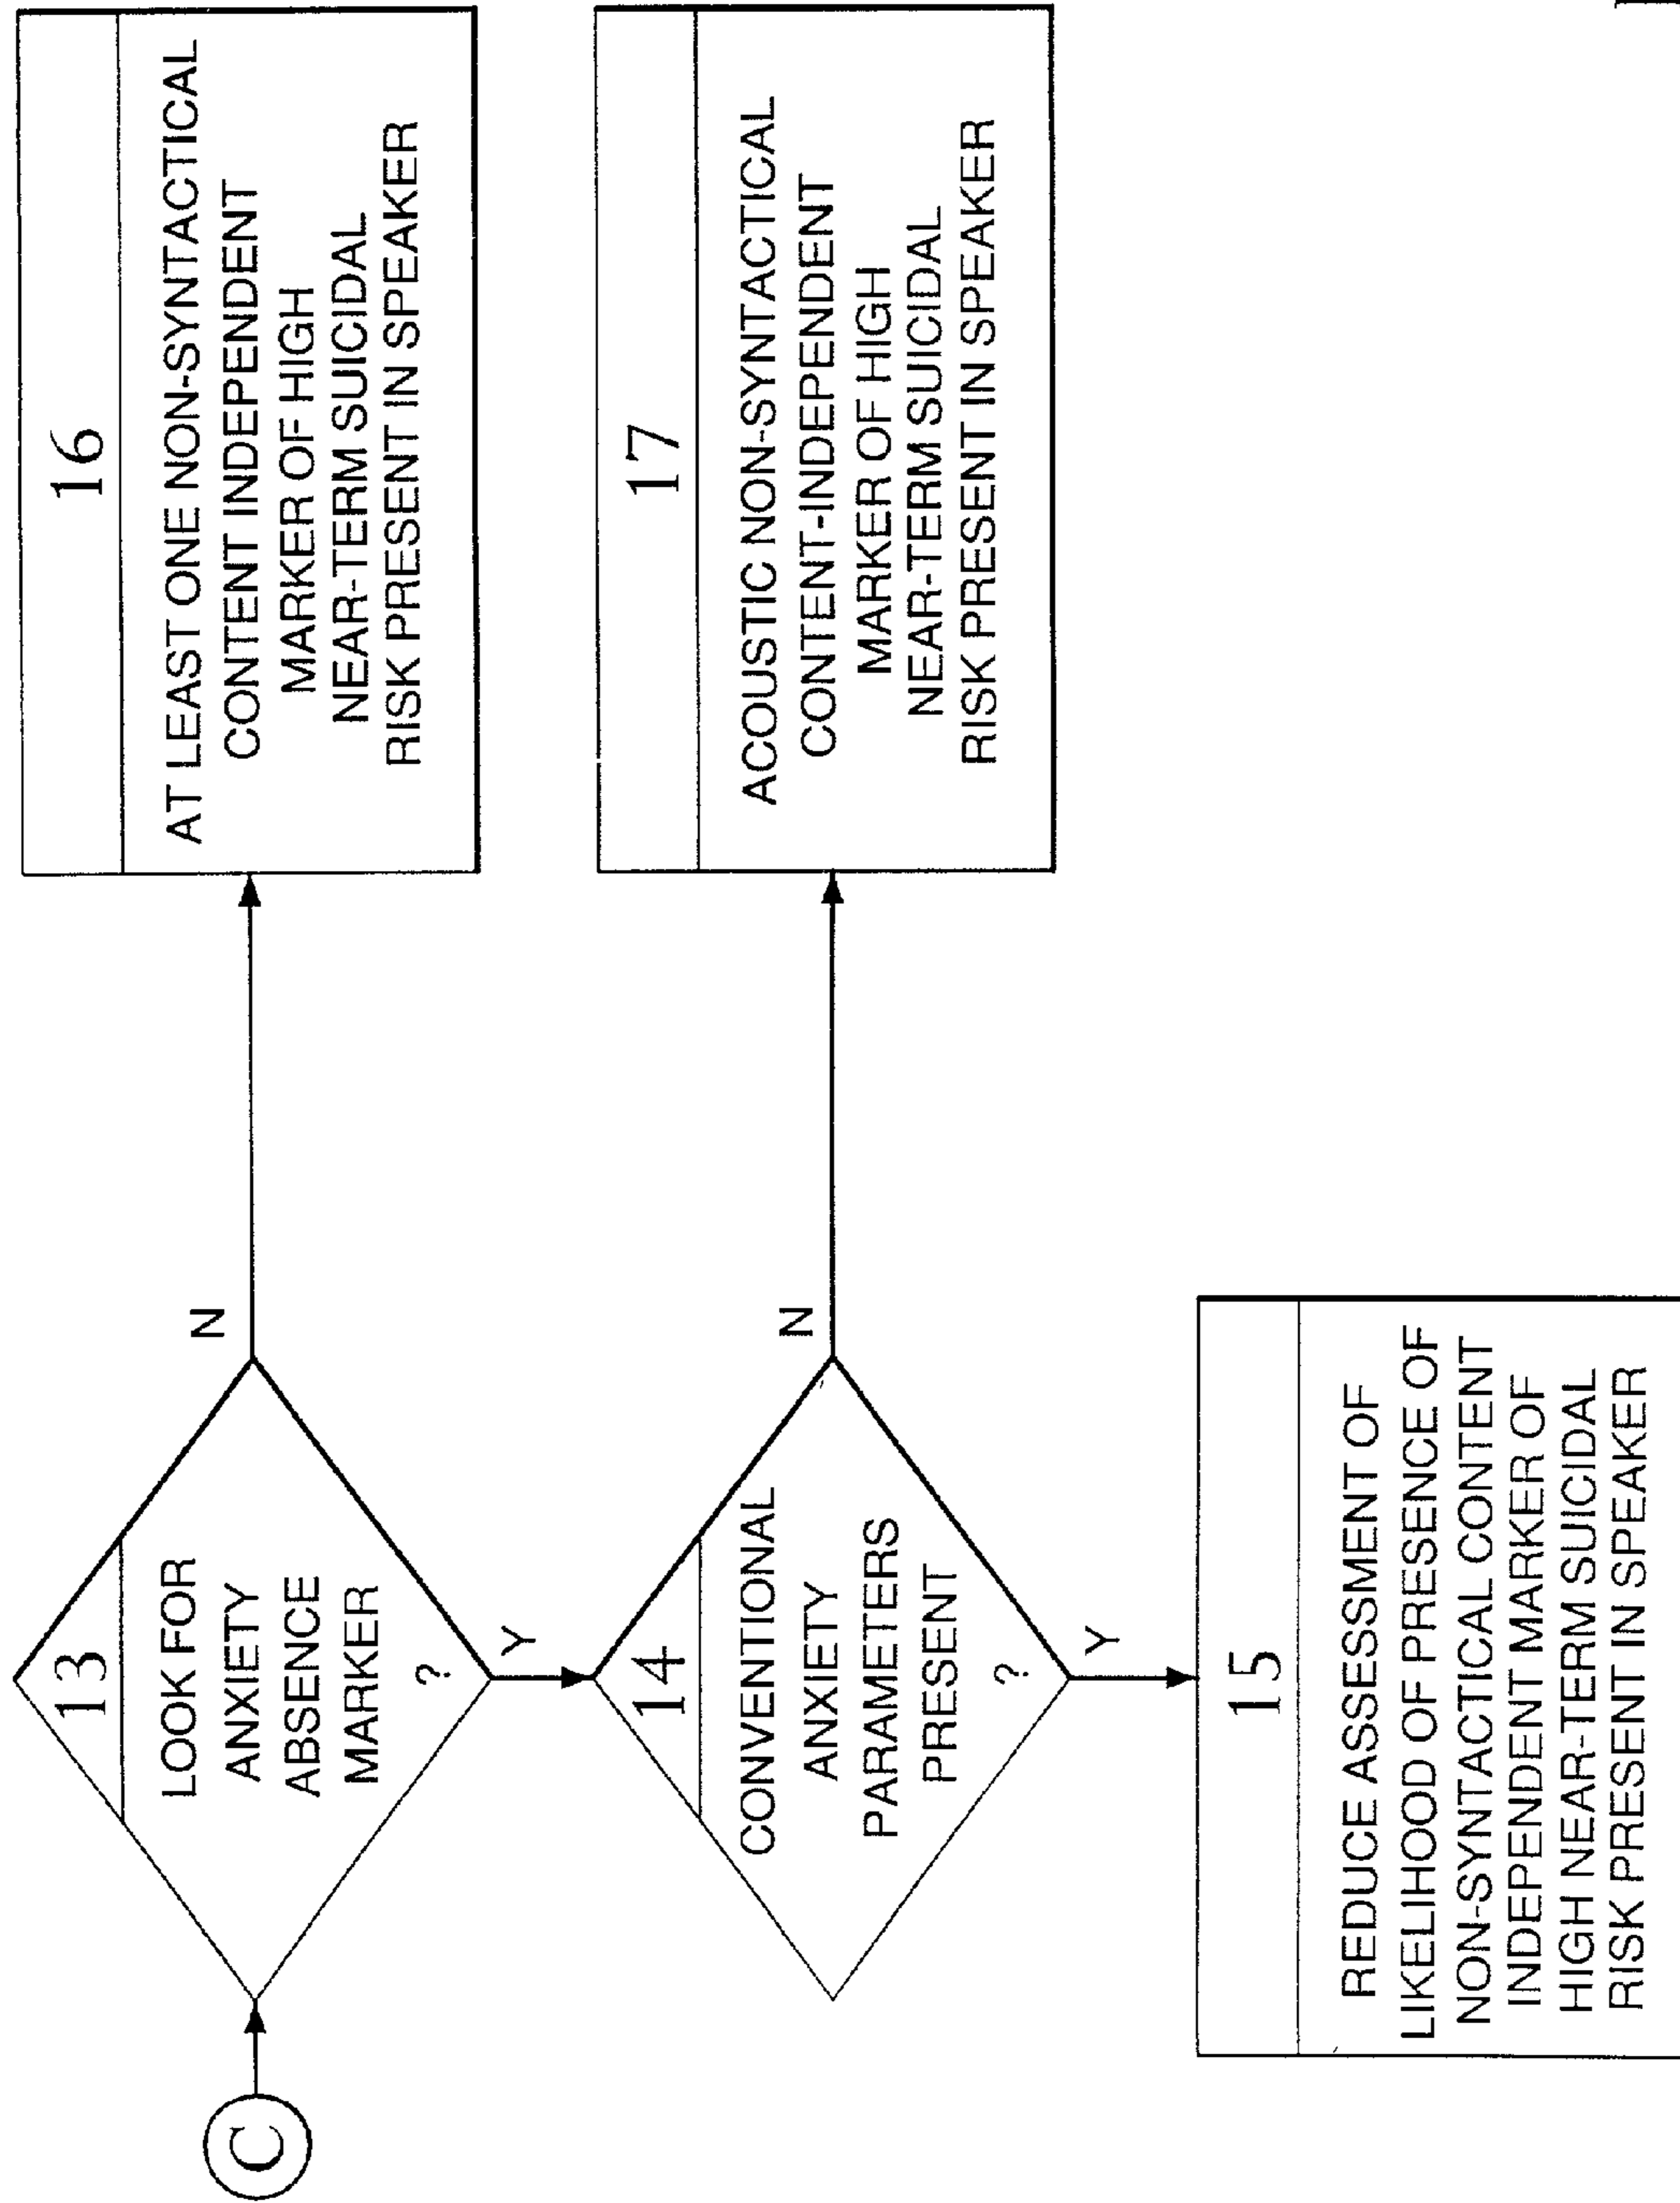 C
13
LOOK FOR
ANXIETY
ABSENCE
MARKER
?
N
Y
16
AT LEAST ONE NON-SYNTACTICAL
CONTENT INDEPENDENT
MARKER OF HIGH
NEAR-TERM SUICIDAL
RISK PRESENT IN SPEAKER
14
CONVENTIONAL
ANXIETY
PARAMETERS
PRESENT
?
N
Y
17
ACOUSTIC NON-SYNTACTICAL
CONTENT-INDEPENDENT
MARKER OF HIGH
NEAR-TERM SUICIDAL
RISK PRESENT IN SPEAKER
15
REDUCE ASSESSMENT OF
LIKELIHOOD OF PRESENCE OF
NON-SYNTACTICAL CONTENT
INDEPENDENT MARKER OF
HIGH NEAR-TERM SUICIDAL
RISK PRESENT IN SPEAKER